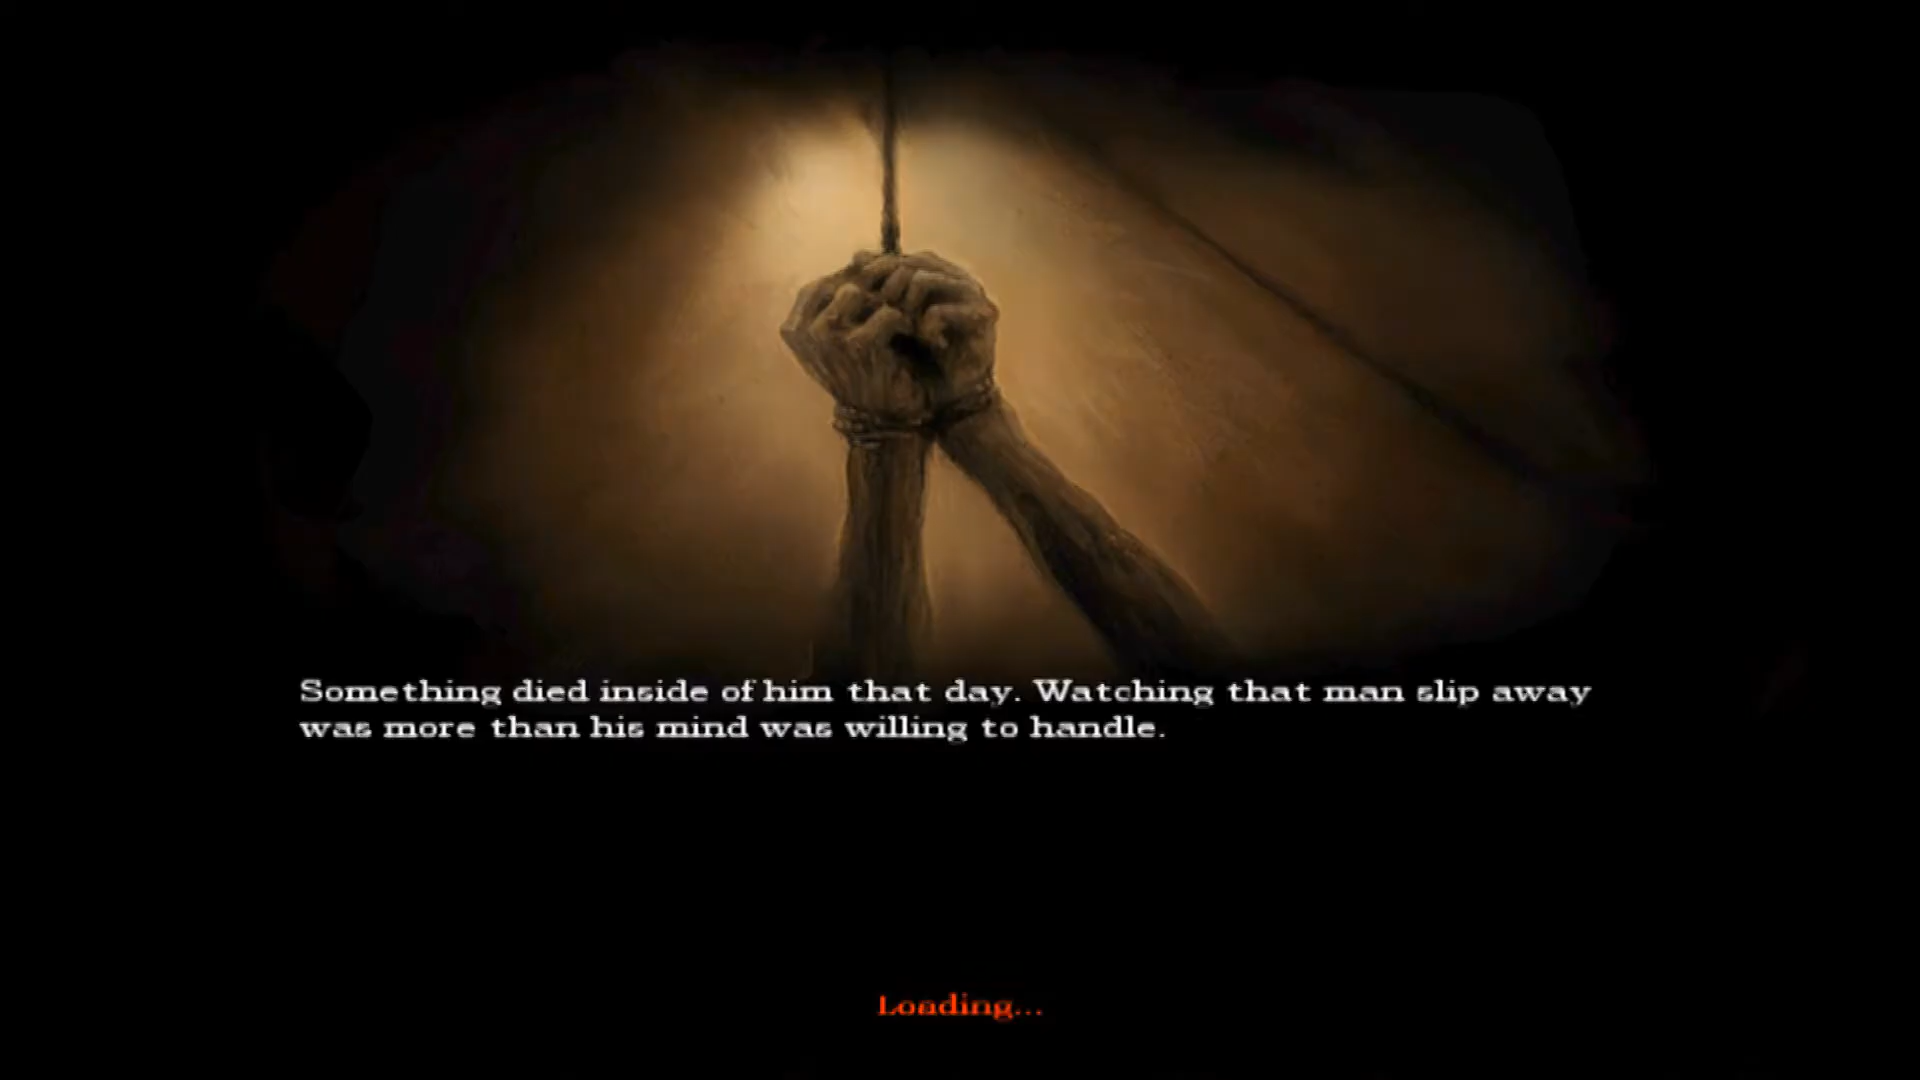 Something died inside of him that day. Watching that man slip away
was more than his mind was willing to handle.
Loading...